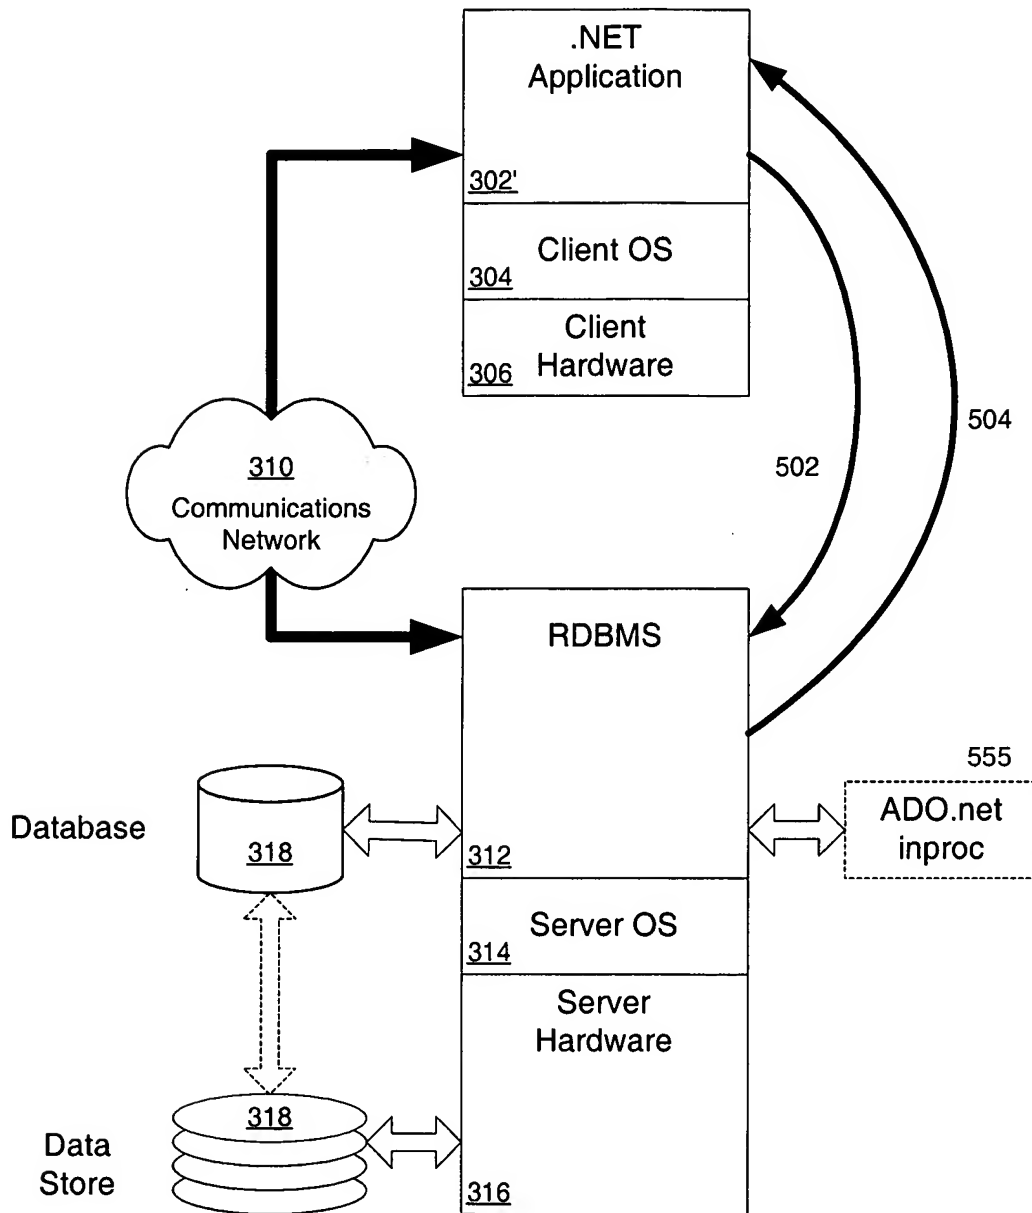 .NET
Application
302'
Client OS
304
Client
Hardware
306
310
Communications
Network
502
504
RDBMS
312
555
ADO.net
inproc
Database
318
Server OS
314
Server
Hardware
316
318
Data
Store